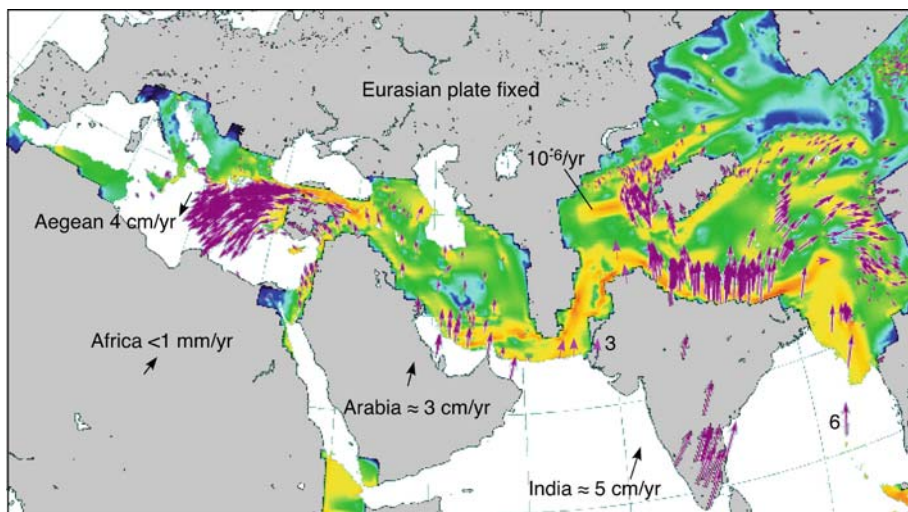 Eurasian plate fixed
10⁻⁶/yr
Aegean 4 cm/yr
Africa <1 mm/yr
3
Arabia ≈ 3 cm/yr
6
India ≈ 5 cm/yr